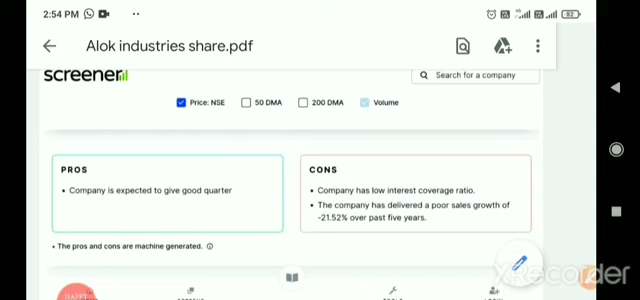 2:54 PM
82
Alok industries share.pdf
screener
Search for a company
Price: NSE 50 DMA 200 DMA Volume
PROS
• Company is expected to give good quarter
CONS
• Company has low interest coverage ratio.
• The company has delivered a poor sales growth of
-21.52% over past five years.
• The pros and cons are machine generated.
XRecorder
HAPPY